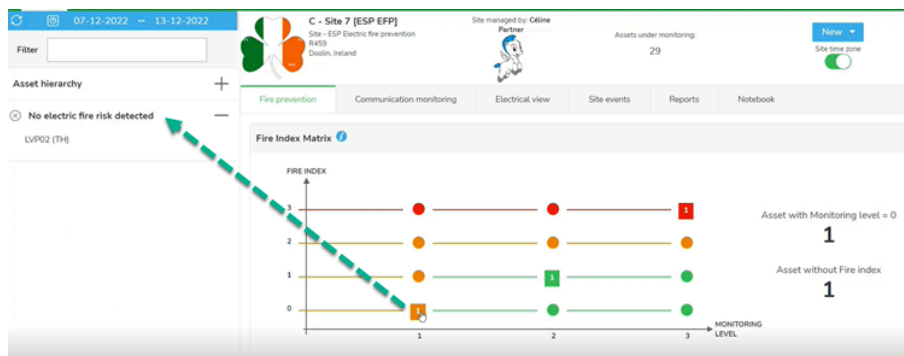 07-12-2022 -- 13-12-2022
Filter
Asset hierarchy
No electric fire risk detected
LVP02 (TH)
C - Site 7 [ESP EFP]
Site - ESP Electric fire prevention
R459
Doolin, Ireland
Site managed by: Céline
Partner
Assets under monitoring:
29
New
Site time zone
Fire prevention
Communication monitoring
Electrical view
Site events
Reports
Notebook
Fire Index Matrix
FIRE INDEX
3
1
2
1
1
0
1
1
2
3
MONITORING
LEVEL
Asset with Monitoring level = 0
1
Asset without Fire index
1